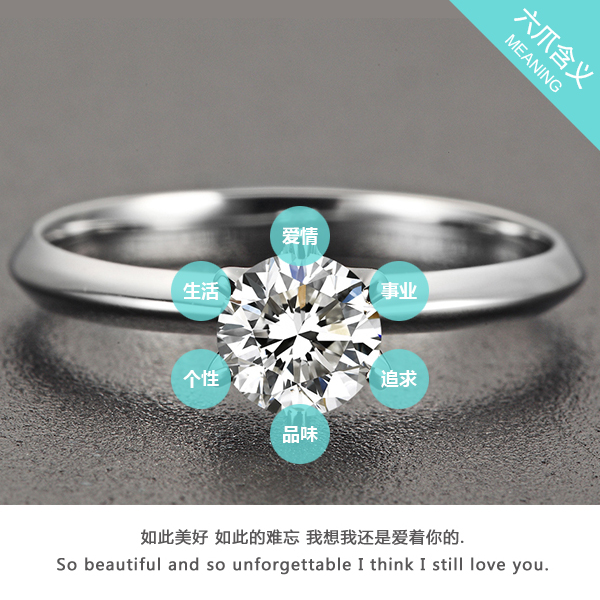 六爪含义
MEANING
爱情
生活
事业
个性
追求
品味
如此美好 如此的难忘 我想我还是爱着你的.
So beautiful and so unforgettable I think I still love you.